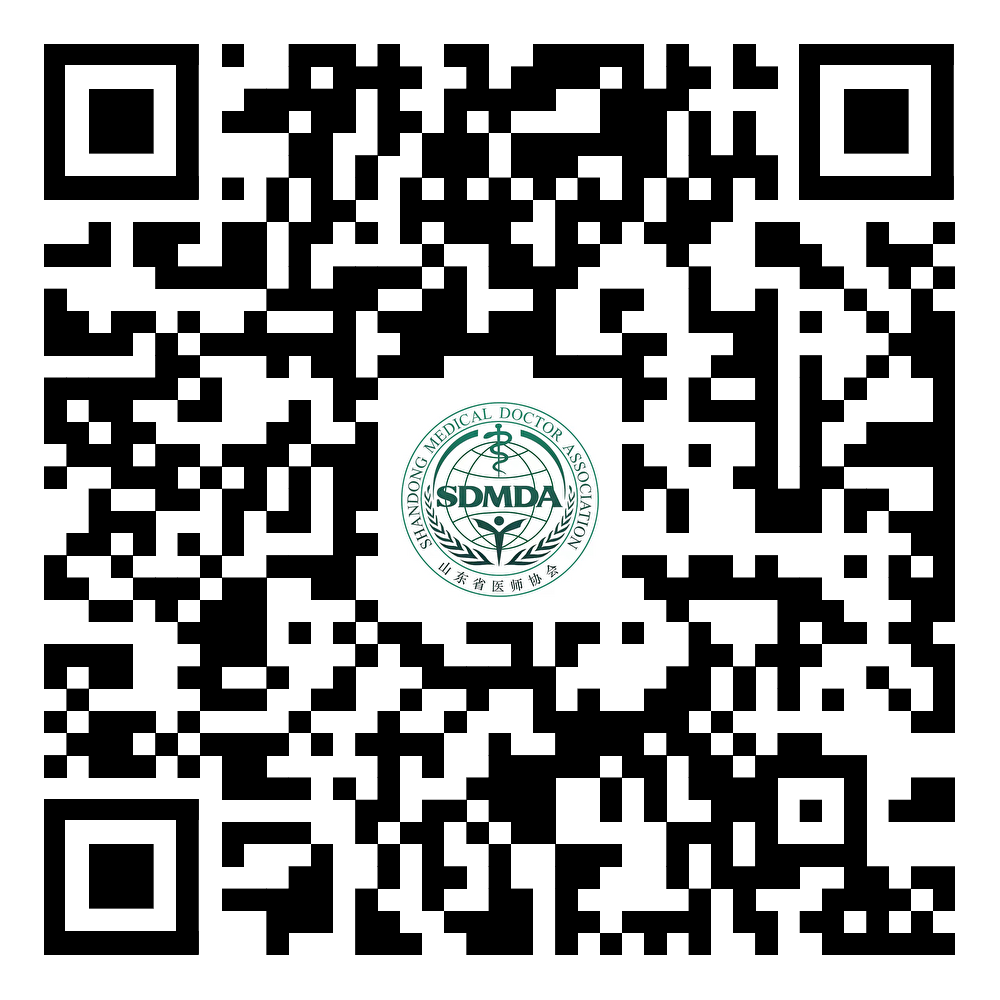 SHANDONG MEDICAL DOCTOR ASSOCIATION
SDMDA
山东省医师协会